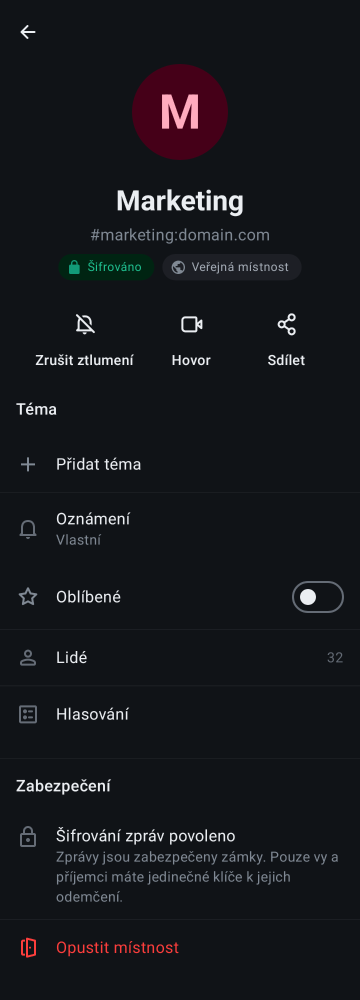 M
Marketing
#marketing:domain.com
Šifrováno
Veřejná místnost
Zrušit ztlumení
Hovor
Sdílet
Téma
Přidat téma
Oznámení
Vlastní
Oblíbené
Lidé
32
Hlasování
Zabezpečení
Šifrování zpráv povoleno
Zprávy jsou zabezpečeny zámky. Pouze vy a
příjemci máte jedinečné klíče k jejich
odemčení.
Opustit místnost